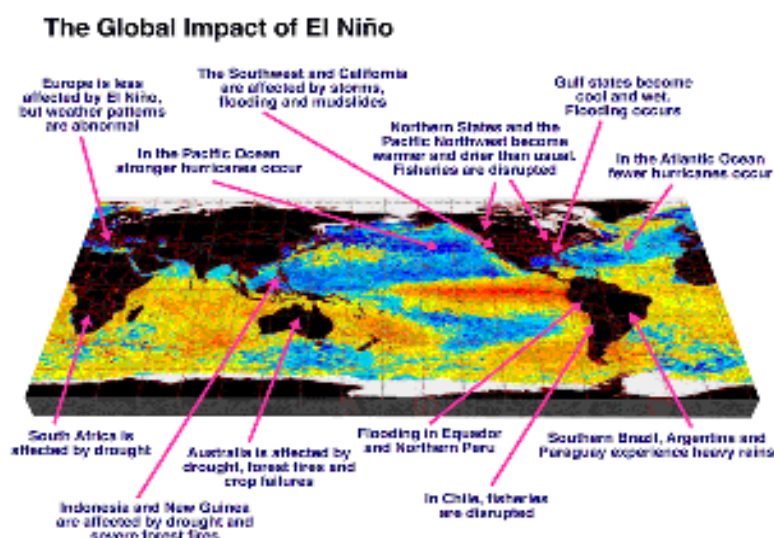 The Global Impact of El Niño
Europe is less
affected by El Niño,
but weather patterns
are abnormal
The Southwest and California
are affected by storms,
flooding and mudslides
Gulf states become
cool and wet.
Flooding occurs
In the Pacific Ocean
stronger hurricanes occur
Northern States and the
Pacific Northwest become
warmer and drier than usual.
Fisheries are disrupted
In the Atlantic Ocean
fewer hurricanes occur
South Africa is
affected by drought
Australia is affected by
drought, forest fires and
crop failures
Flooding in Equador
and Northern Peru
Southern Brazil, Argentina and
Paraguay experience heavy rains
Indonesia and New Guinea
are affected by drought and
severe forest fires
In Chile, fisheries
are disrupted